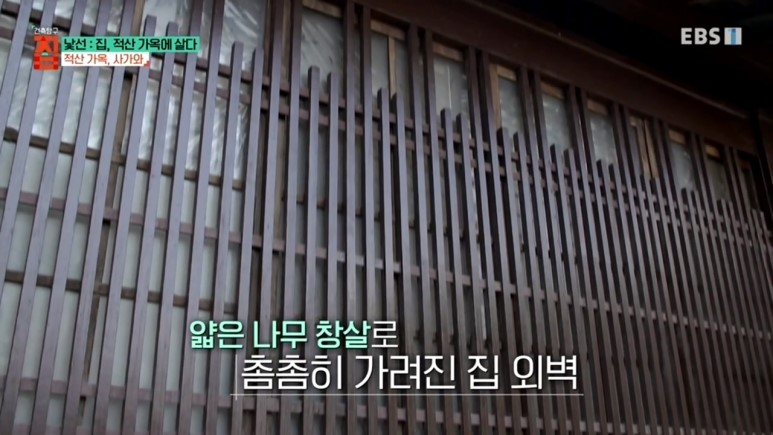 건축탐구
집
낯선 : 집, 적산 가옥에 살다
적산 가옥, 사가와
EBS1
얇은 나무 창살로
촘촘히 가려진 집 외벽